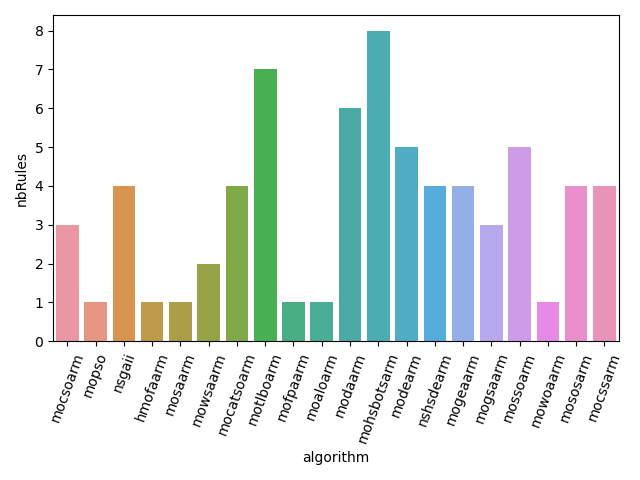 nbRules
8
7
6
5
4
3
2
1
0
mocsoarm
mopso
nsgaii
hmofaarm
mosaarm
mowsaarm
mocatsoarm
motlboarm
mofpaarm
moaloarm
modaarm
mohsbotsarm
modearm
nshsdearm
mogeaarm
mogsaarm
mossoarm
mowoaarm
mososarm
mocssarm
algorithm